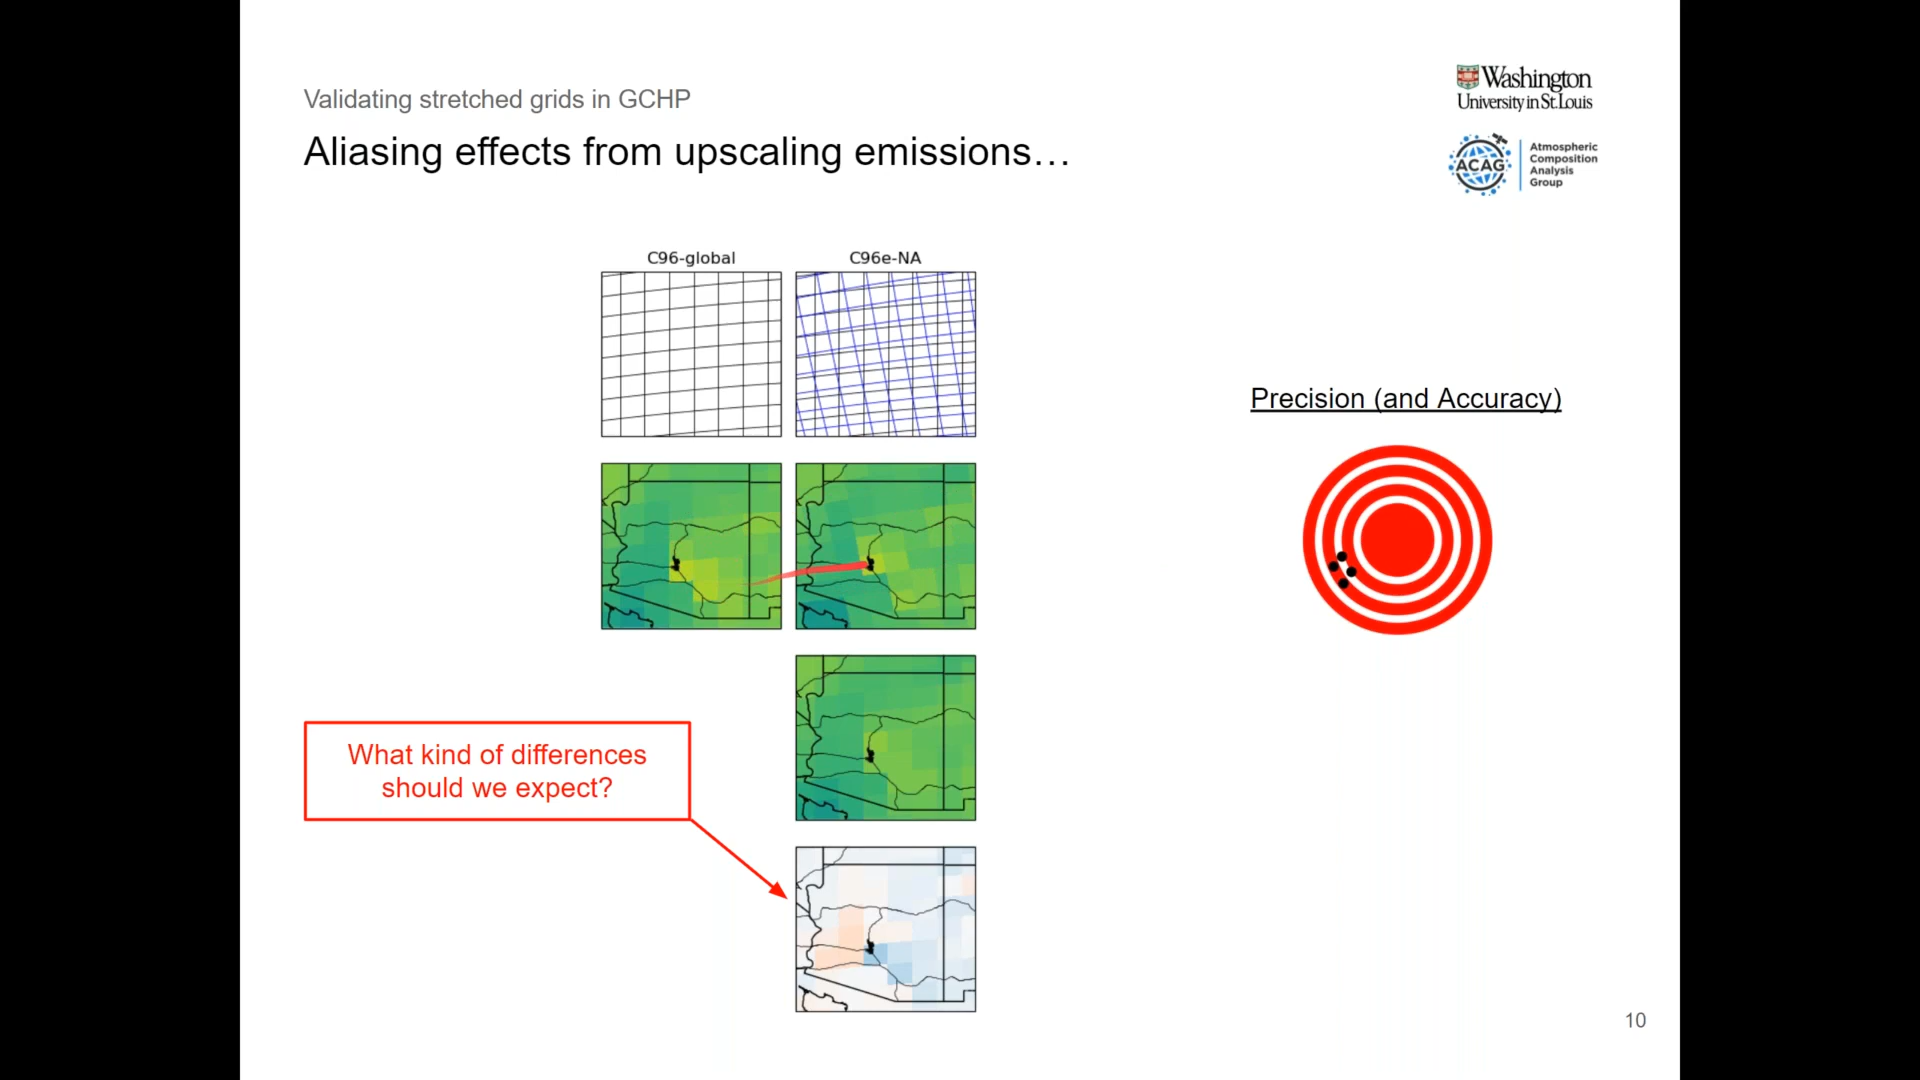 Validating stretched grids in GCHP
Aliasing effects from upscaling emissions…
Washington
University in St. Louis
ACAG
Atmospheric
Composition
Analysis
Group
C96-global
C96e-NA
Precision (and Accuracy)
What kind of differences
should we expect?
10